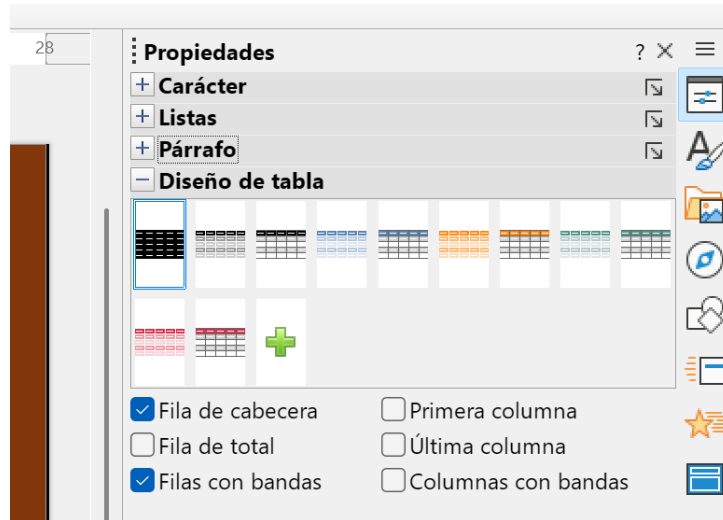 28
Propiedades
Carácter
Listas
Párrafo
Diseño de tabla
Fila de cabecera Primera columna
Fila de total Última columna
Filas con bandas Columnas con bandas